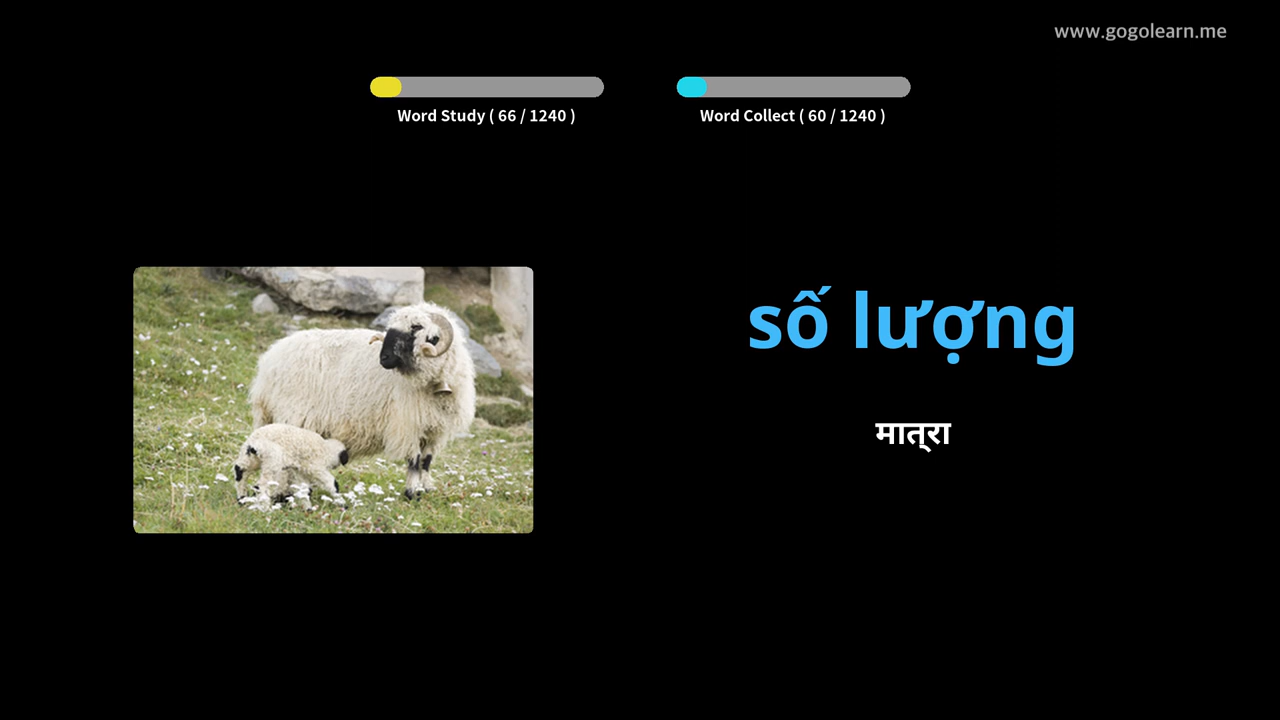 www.gogolearn.me
Word Study ( 66 / 1240 )
Word Collect ( 60 / 1240 )
số lượng
मात्रा